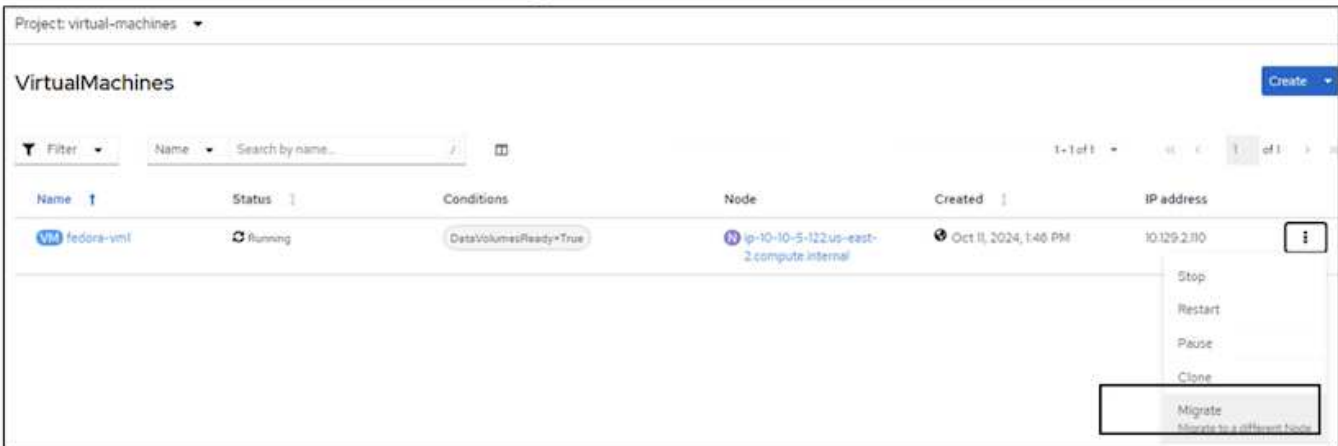 Project: virtual-machines
VirtualMachines
Create
Filter
Name
Search by name...
/
1-1 of 1
1
of 1
Name
Status
Conditions
Node
Created
IP address
VM fedora-vm1
Running
DataVolumesReady=True
N ip-10-10-5-122.us-east-
2.compute.internal
Oct 11, 2024, 1:46 PM
10.129.2.110
Stop
Restart
Pause
Clone
Migrate
Migrate to a different Node